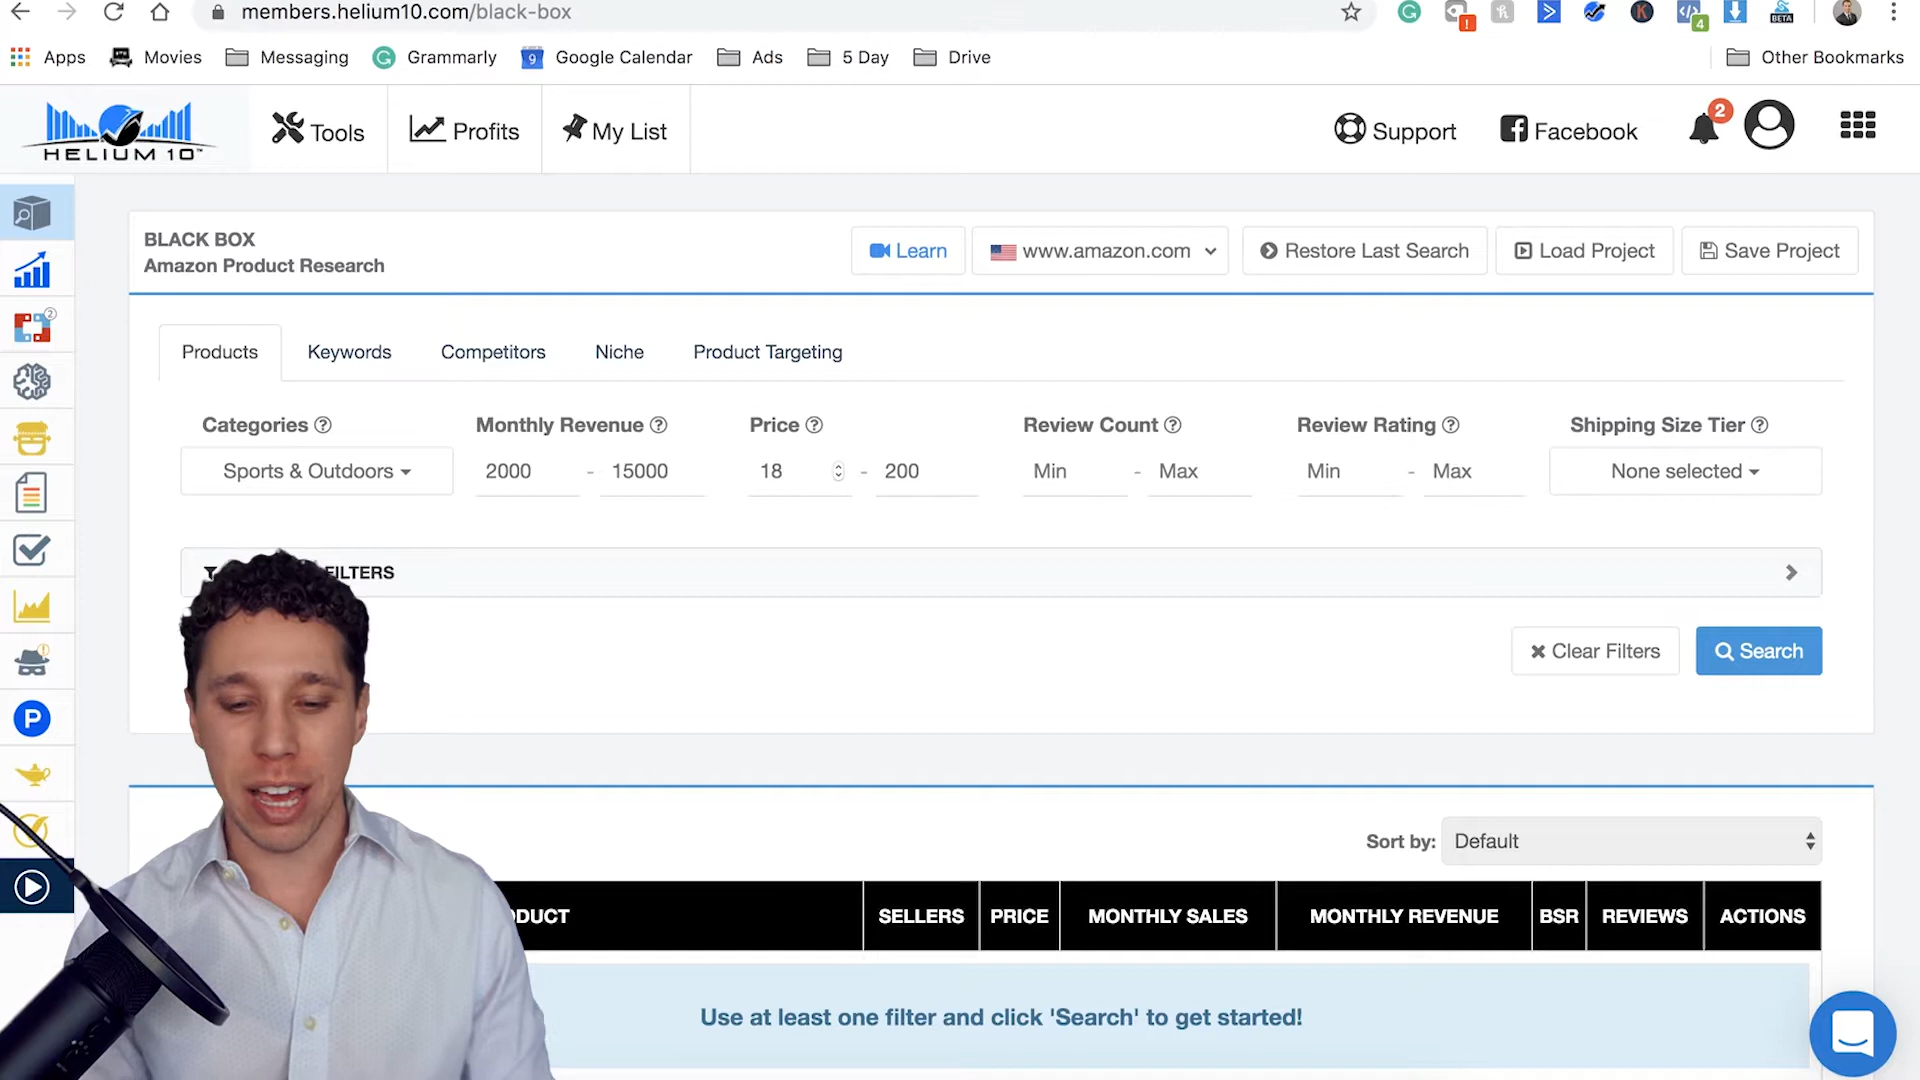 members.helium10.com/black-box
4
BETA
Apps
Movies
Messaging
Grammarly
9
Google Calendar
Ads
5 Day
Drive
Other Bookmarks
HELIUM 10™
Tools
Profits
My List
Support
Facebook
2
BLACK BOX
Amazon Product Research
Learn
www.amazon.com
Restore Last Search
Load Project
Save Project
2
Products
Keywords
Competitors
Niche
Product Targeting
Categories
Monthly Revenue
Price
Review Count
Review Rating
Shipping Size Tier
Sports & Outdoors
2000 - 15000
18 - 200
Min - Max
Min - Max
None selected
FILTERS
Clear Filters
Search
P
Sort by:
Default
DUCT
SELLERS
PRICE
MONTHLY SALES
MONTHLY REVENUE
BSR
REVIEWS
ACTIONS
Use at least one filter and click 'Search' to get started!